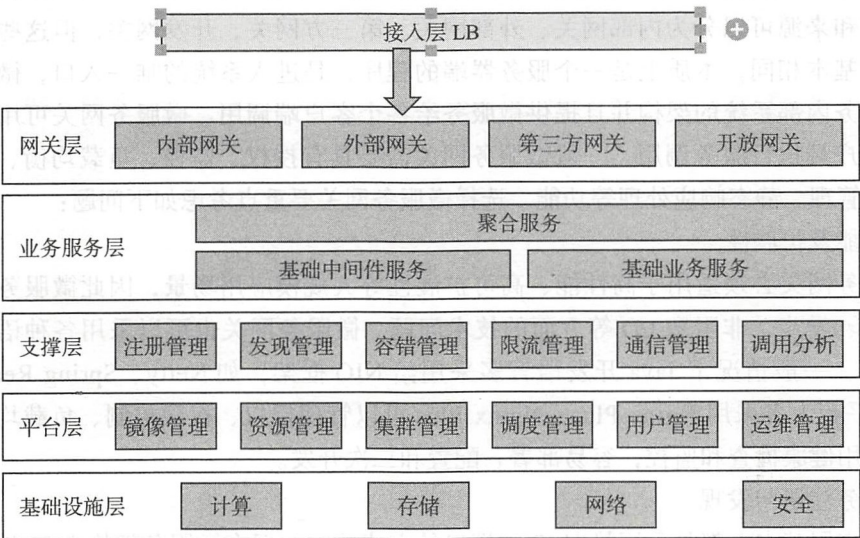 接入层 LB
网关层 内部网关 外部网关 第三方网关 开放网关
聚合服务
业务服务层
基础中间件服务 基础业务服务
支撑层 注册管理 发现管理 容错管理 限流管理 通信管理 调用分析
平台层 镜像管理 资源管理 集群管理 调度管理 用户管理 运维管理
基础设施层 计算 存储 网络 安全